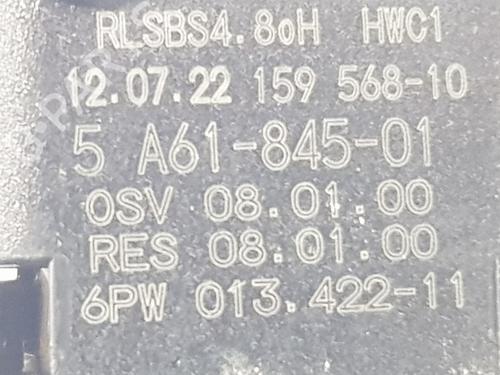 RLSBS4.8oH HWC1
12.07.22 159 568-10
5 A61-845-01
OSV 08.01.00
RES 08.01.00
6PW 013.422-11